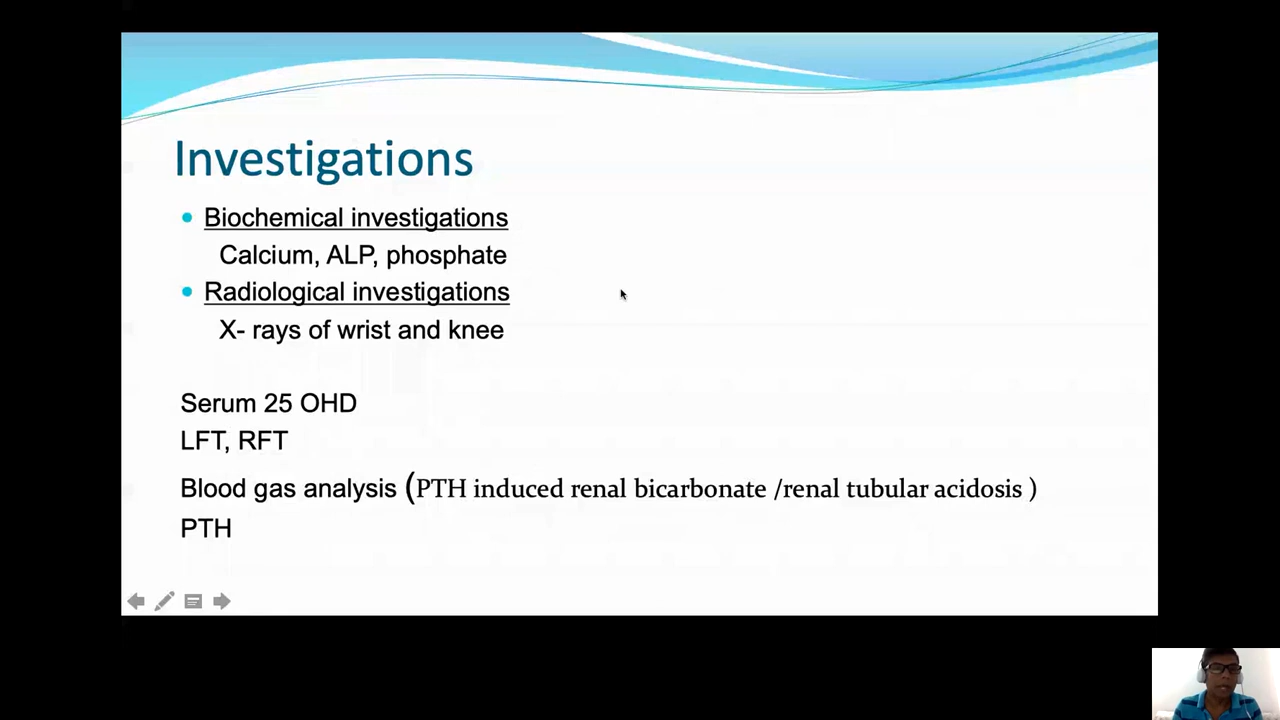 Investigations
Biochemical investigations
Calcium, ALP, phosphate
Radiological investigations
X- rays of wrist and knee
Serum 25 OHD
LFT, RFT
Blood gas analysis (PTH induced renal bicarbonate /renal tubular acidosis )
PTH